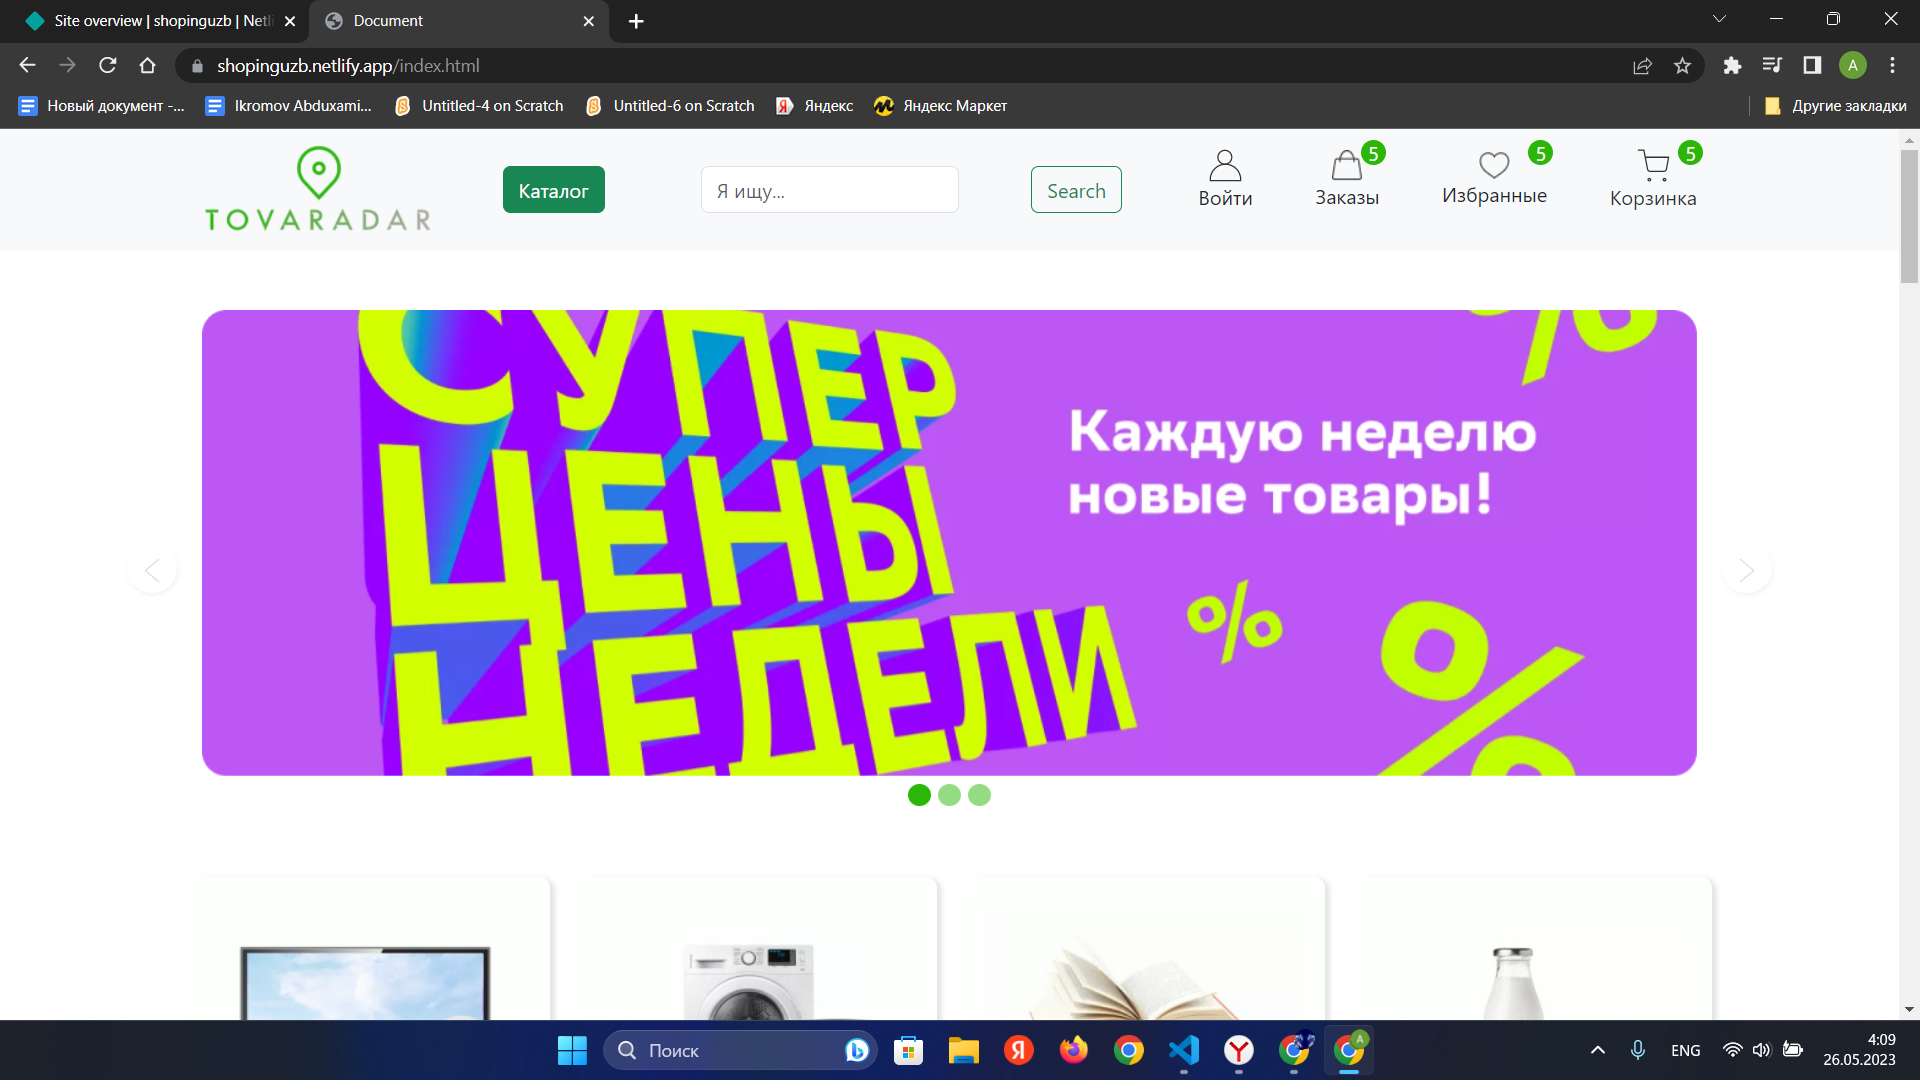 Site overview | shopinguzb | Netli
Document
shopinguzb.netlify.app/index.html
A
Новый документ -...
Ikromov Abduxami...
Untitled-4 on Scratch
Untitled-6 on Scratch
Яндекс
Яндекс Маркет
Другие закладки
TOVARADAR
Каталог
Я ищу...
Search
Войти
5
Заказы
5
Избранные
5
Корзинка
СУПЕР
ЦЕНЫ
НЕДЕЛИ
Каждую неделю
новые товары!
%
%
%
Поиск
ENG
4:09
26.05.2023